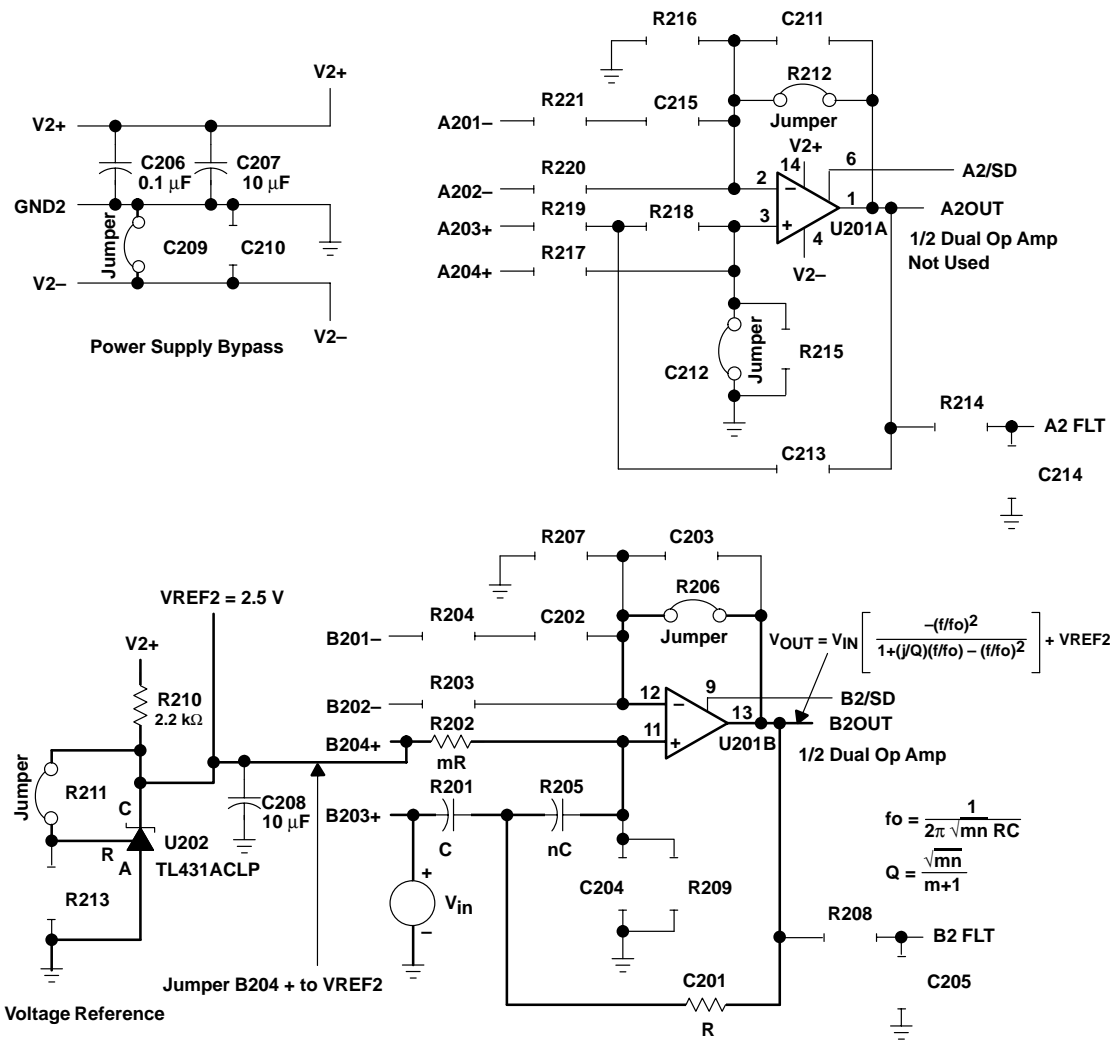 V2+
V2+
C206
0.1 μF
C207
10 μF
GND2
Jumper
C209
C210
V2–
V2–
Power Supply Bypass
R216
C211
R212
Jumper
A201–
R221
C215
A202–
R220
A203+
R219
R218
A204+
R217
V2+
14
2
3
6
1
4
U201A
V2–
A2/SD
A2OUT
1/2 Dual Op Amp
Not Used
C212
Jumper
R215
C213
R214
A2 FLT
C214
R207
C203
R206
Jumper
VREF2 = 2.5 V
V2+
R210
2.2 kΩ
Jumper
R211
C
R
A
U202
TL431ACLP
R213
C208
10 μF
Voltage Reference
Jumper B204 + to VREF2
B201–
R204
C202
B202–
R203
B204+
R202
mR
B203+
R201
C
R205
nC
Vin
+
–
12
11
9
13
U201B
B2/SD
B2OUT
1/2 Dual Op Amp
VOUT = VIN [ –(f/fo)2 / 1+(j/Q)(f/fo) – (f/fo)2 ] + VREF2
C204
R209
fo = 1 / 2π √mn RC
Q = √mn / m+1
R208
B2 FLT
C205
C201
R